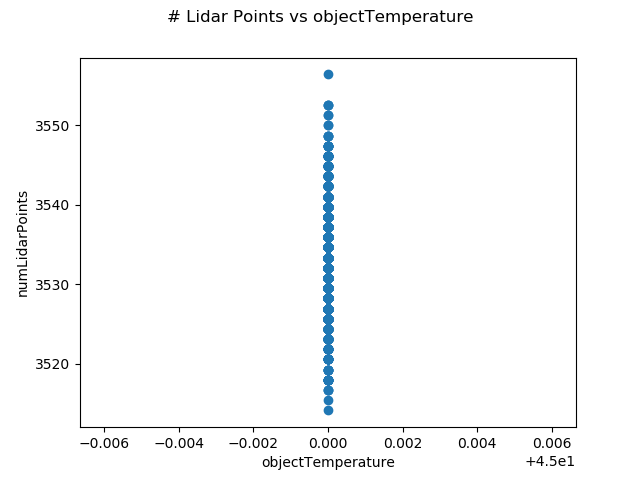 # Lidar Points vs objectTemperature
3550
3540
3530
3520
numLidarPoints
−0.006 −0.004 −0.002 0.000 0.002 0.004 0.006
+4.5e1
objectTemperature